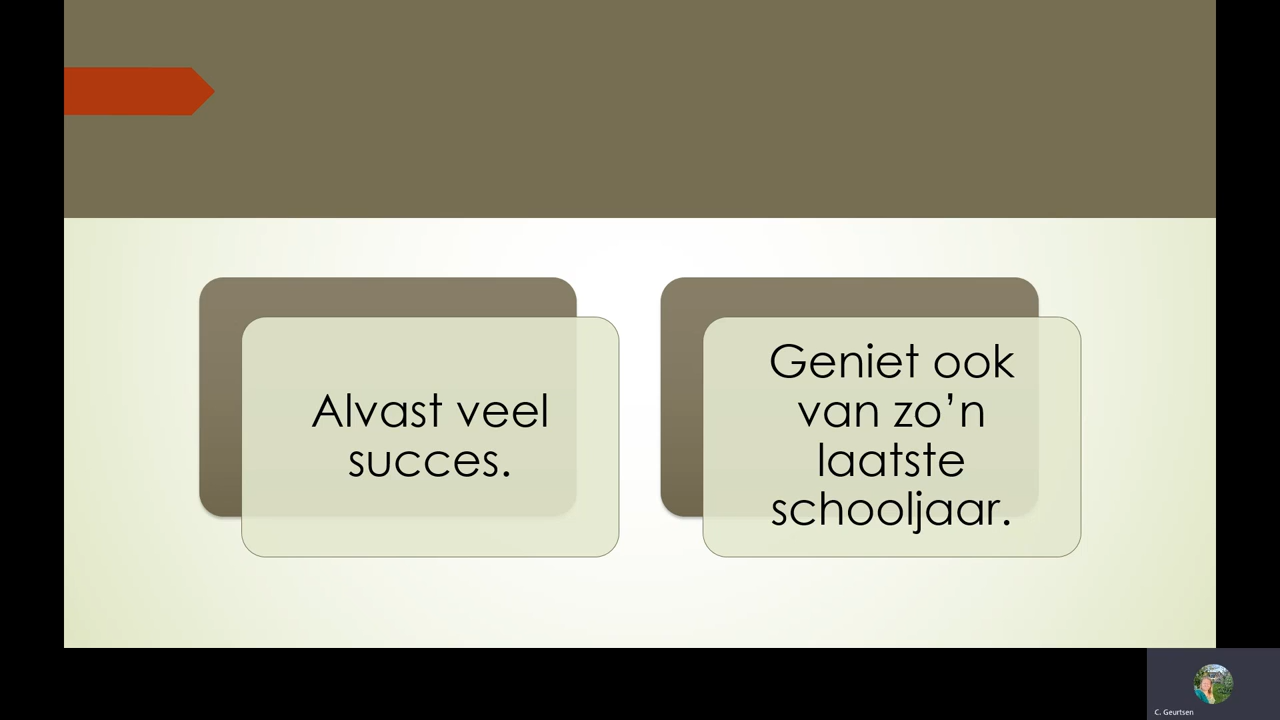 Alvast veel
succes.
Geniet ook
van zo’n
laatste
schooljaar.
C. Geurtsen